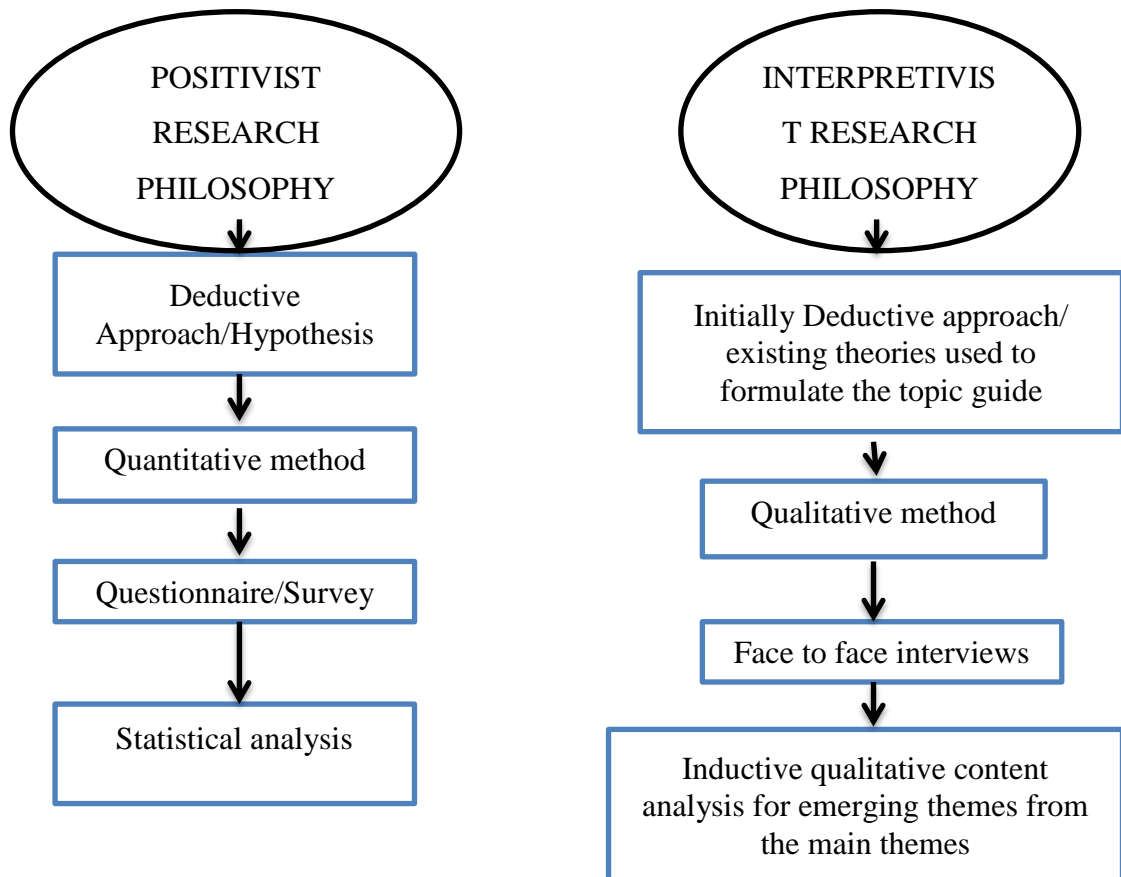 POSITIVIST
RESEARCH
PHILOSOPHY
Deductive
Approach/Hypothesis
Quantitative method
Questionnaire/Survey
Statistical analysis
INTERPRETIVIS
T RESEARCH
PHILOSOPHY
Initially Deductive approach/
existing theories used to
formulate the topic guide
Qualitative method
Face to face interviews
Inductive qualitative content
analysis for emerging themes from
the main themes